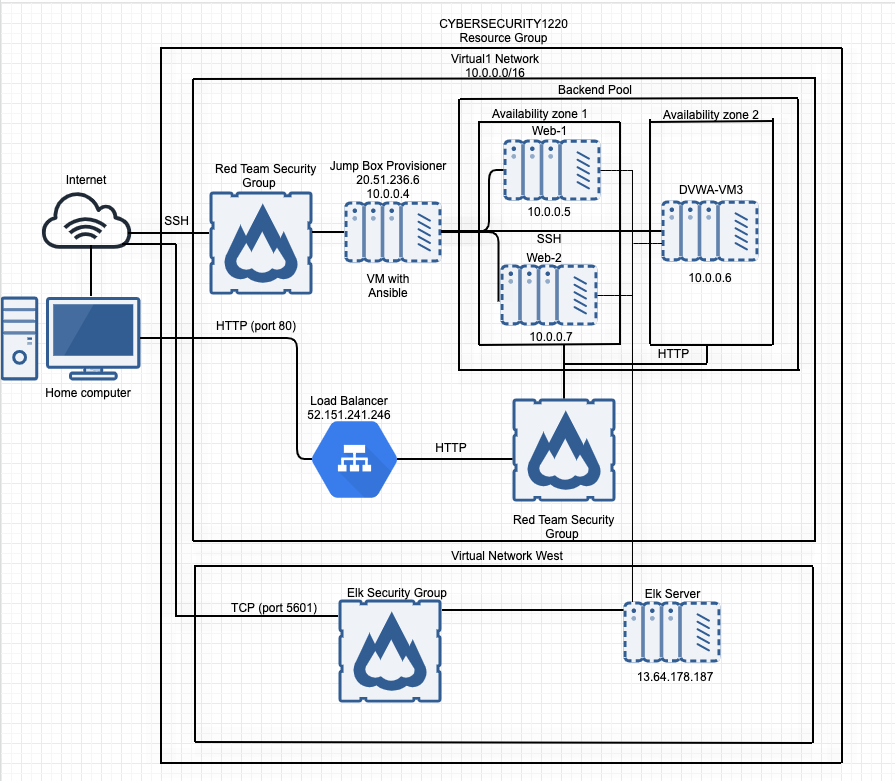 CYBERSECURITY1220
Resource Group
Virtual1 Network
10.0.0.0/16
Backend Pool
Availability zone 1
Availability zone 2
Web-1
10.0.0.5
Internet
SSH
Red Team Security
Group
Jump Box Provisioner
20.51.236.6
10.0.0.4
VM with
Ansible
SSH
Web-2
10.0.0.7
DVWA-VM3
10.0.0.6
HTTP
HTTP (port 80)
Home computer
Load Balancer
52.151.241.246
HTTP
Red Team Security
Group
Virtual Network West
TCP (port 5601)
Elk Security Group
Elk Server
13.64.178.187